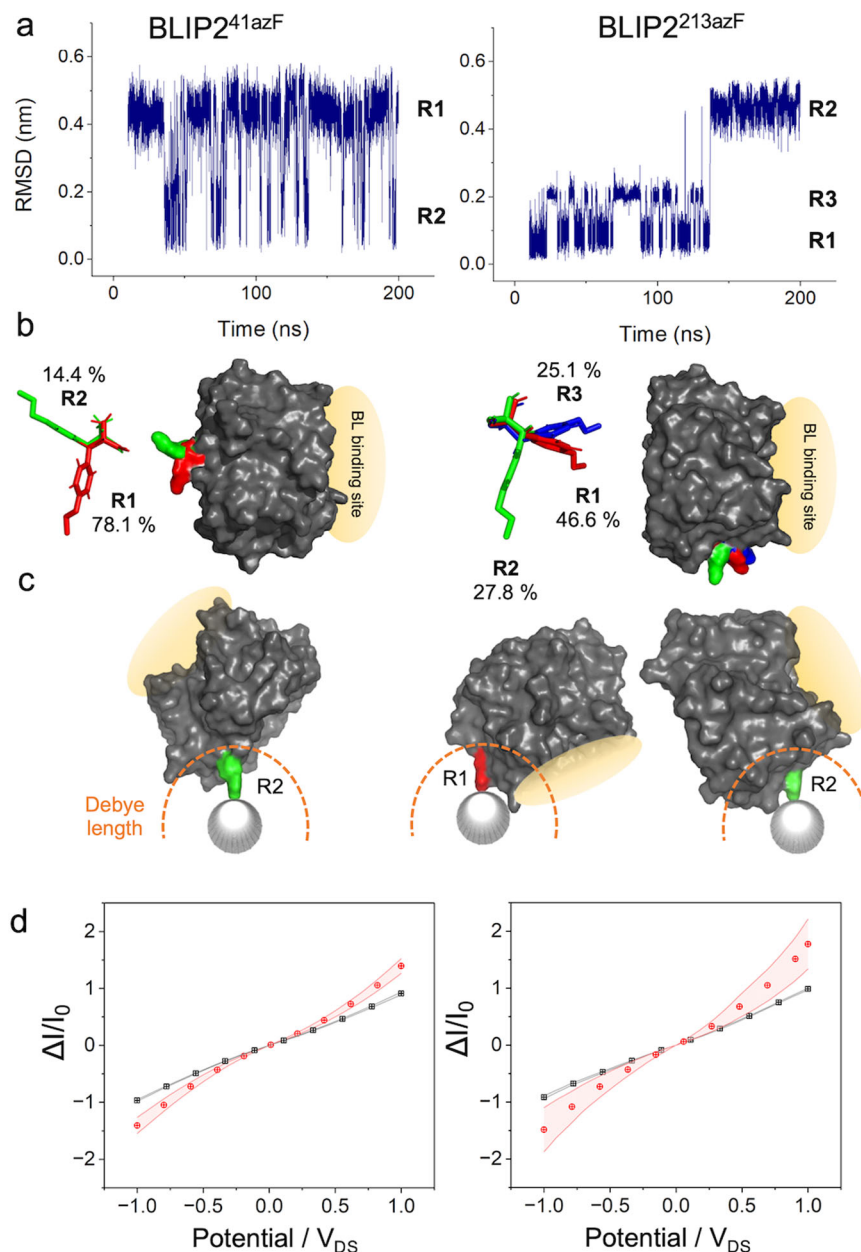 a
BLIP241azF
BLIP2213azF
0.6
0.4
0.2
0.0
RMSD (nm)
R1
R2
0
100
200
Time (ns)
0.6
0.4
0.2
0.0
R2
R3
R1
0
100
200
Time (ns)
b
14.4 %
R2
R1
78.1 %
BL binding site
25.1 %
R3
R1
46.6 %
R2
27.8 %
BL binding site
c
Debye
length
R2
R1
R2
d
2
1
0
−1
−2
ΔI/I0
−1.0
−0.5
0.0
0.5
1.0
Potential / VDS
2
1
0
−1
−2
ΔI/I0
−1.0
−0.5
0.0
0.5
1.0
Potential / VDS